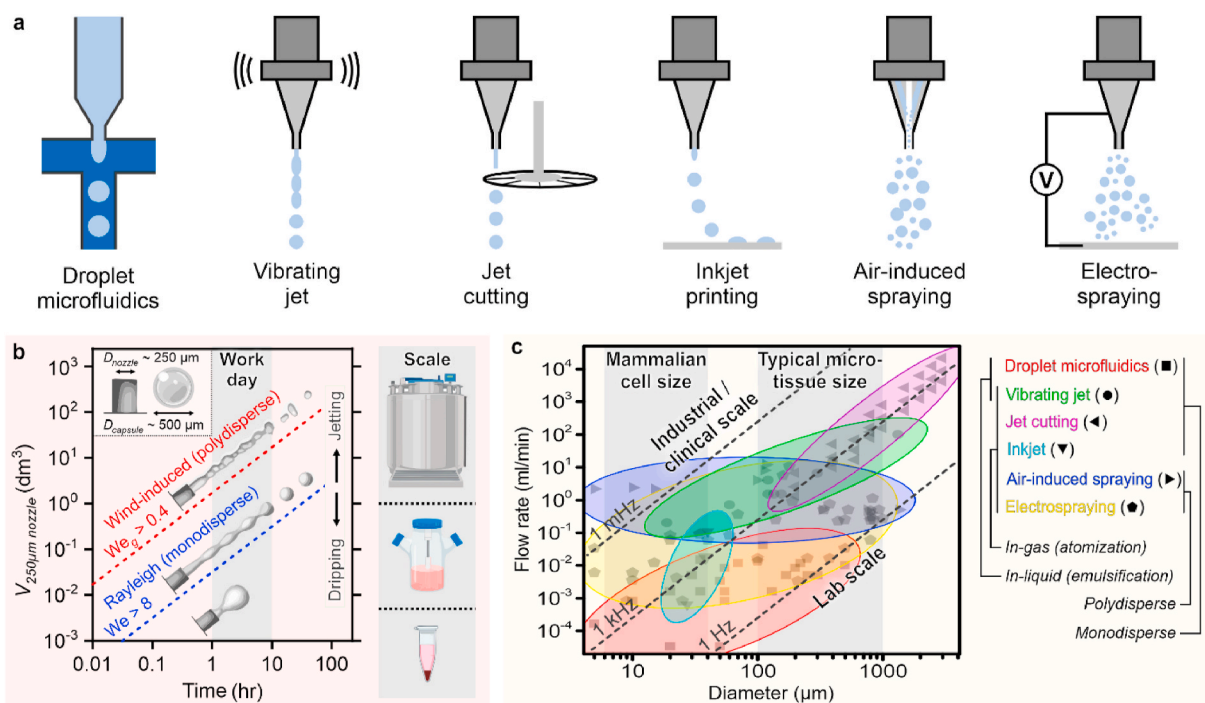 a
Droplet
microfluidics
Vibrating
jet
Jet
cutting
Inkjet
printing
Air-induced
spraying
V
Electro-
spraying
b
D_nozzle ~ 250 µm
D_capsule ~ 500 µm
Work
day
Wind-induced (polydisperse)
We_g > 0.4
Rayleigh (monodisperse)
We > 8
Jetting
Dripping
V_250µm nozzle (dm³)
10³
10²
10¹
10⁰
10⁻¹
10⁻²
10⁻³
0.01
0.1
1
10
100
Time (hr)
Scale
c
Mammalian
cell size
Typical micro-
tissue size
Industrial /
clinical scale
Lab-scale
1 mHz
1 kHz
1 Hz
Flow rate (ml/min)
10⁴
10³
10²
10¹
10⁰
10⁻¹
10⁻²
10⁻³
10⁻⁴
10
100
1000
Diameter (µm)
Droplet microfluidics (■)
Vibrating jet (●)
Jet cutting (◀)
Inkjet (▼)
Air-induced spraying (▶)
Electrospraying (⬟)
In-gas (atomization)
In-liquid (emulsification)
Polydisperse
Monodisperse